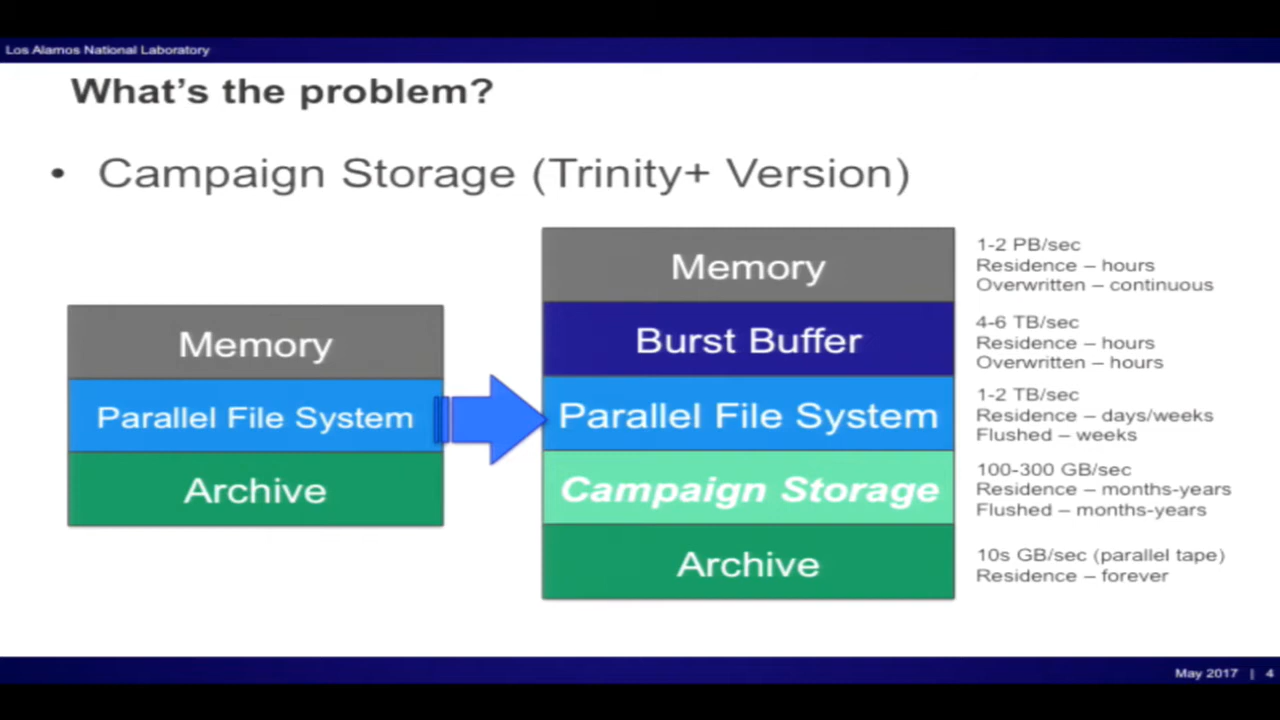 Los Alamos National Laboratory
What's the problem?
• Campaign Storage (Trinity+ Version)
Memory
Parallel File System
Archive
Memory
Burst Buffer
Parallel File System
Campaign Storage
Archive
1-2 PB/sec
Residence – hours
Overwritten – continuous
4-6 TB/sec
Residence – hours
Overwritten – hours
1-2 TB/sec
Residence – days/weeks
Flushed – weeks
100-300 GB/sec
Residence – months-years
Flushed – months-years
10s GB/sec (parallel tape)
Residence – forever
May 2017 | 4